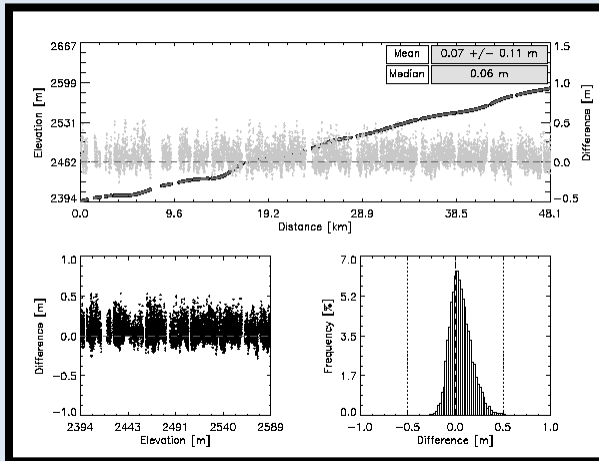 2667
2599
2531
2462
2394
Elevation [m]
Mean 0.07 +/- 0.11 m
Median 0.06 m
1.5
1.0
0.5
0.0
-0.5
Difference [m]
0.0 9.6 19.2 28.9 38.5 48.1
Distance [km]
1.0
0.5
0.0
-0.5
-1.0
Difference [m]
2394 2443 2491 2540 2589
Elevation [m]
7.0
5.2
3.5
1.7
0.0
Frequency [%]
-1.0 -0.5 0.0 0.5 1.0
Difference [m]